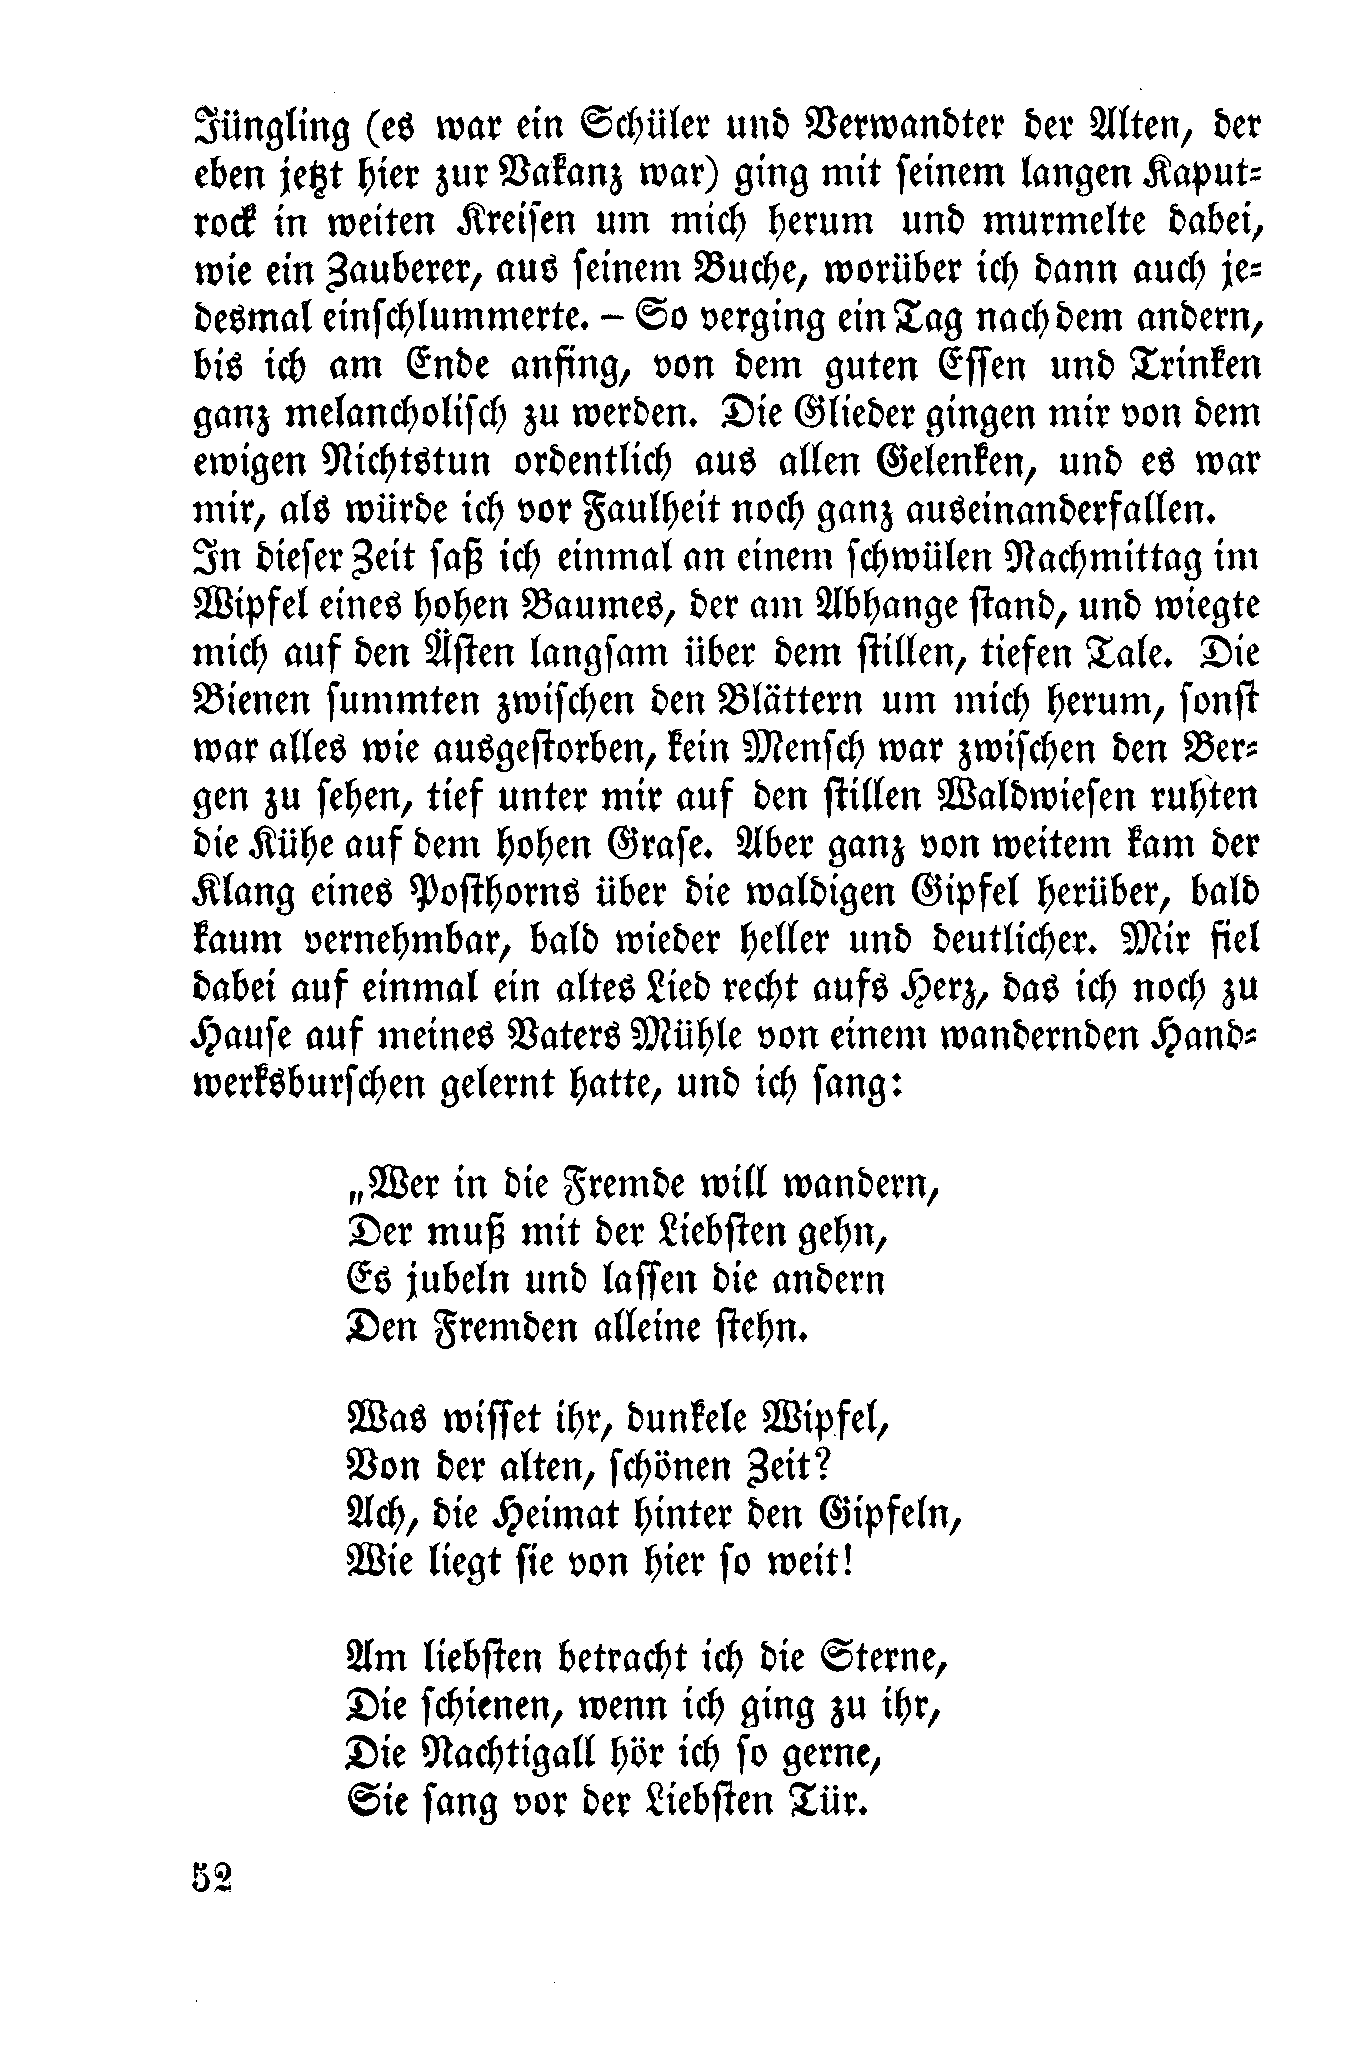 Jüngling (es war ein Schüler und Verwandter der Alten, der
eben jetzt hier zur Vakanz war) ging mit seinem langen Kaput-
rock in weiten Kreisen um mich herum und murmelte dabei,
wie ein Zauberer, aus seinem Buche, worüber ich dann auch je-
desmal einschlummerte. – So verging ein Tag nach dem andern,
bis ich am Ende anfing, von dem guten Essen und Trinken
ganz melancholisch zu werden. Die Glieder gingen mir von dem
ewigen Nichtstun ordentlich aus allen Gelenken, und es war
mir, als würde ich vor Faulheit noch ganz auseinanderfallen.
In dieser Zeit saß ich einmal an einem schwülen Nachmittag im
Wipfel eines hohen Baumes, der am Abhange stand, und wiegte
mich auf den Ästen langsam über dem stillen, tiefen Tale. Die
Bienen summten zwischen den Blättern um mich herum, sonst
war alles wie ausgestorben, kein Mensch war zwischen den Ber-
gen zu sehen, tief unter mir auf den stillen Waldwiesen ruhten
die Kühe auf dem hohen Grase. Aber ganz von weitem kam der
Klang eines Posthorns über die waldigen Gipfel herüber, bald
kaum vernehmbar, bald wieder heller und deutlicher. Mir fiel
dabei auf einmal ein altes Lied recht aufs Herz, das ich noch zu
Hause auf meines Vaters Mühle von einem wandernden Hand-
werksburschen gelernt hatte, und ich sang:
„Wer in die Fremde will wandern,
Der muß mit der Liebsten gehn,
Es jubeln und lassen die andern
Den Fremden alleine stehn.
Was wisset ihr, dunkele Wipfel,
Von der alten, schönen Zeit?
Ach, die Heimat hinter den Gipfeln,
Wie liegt sie von hier so weit!
Am liebsten betracht ich die Sterne,
Die schienen, wenn ich ging zu ihr,
Die Nachtigall hör ich so gerne,
Sie sang vor der Liebsten Tür.
52